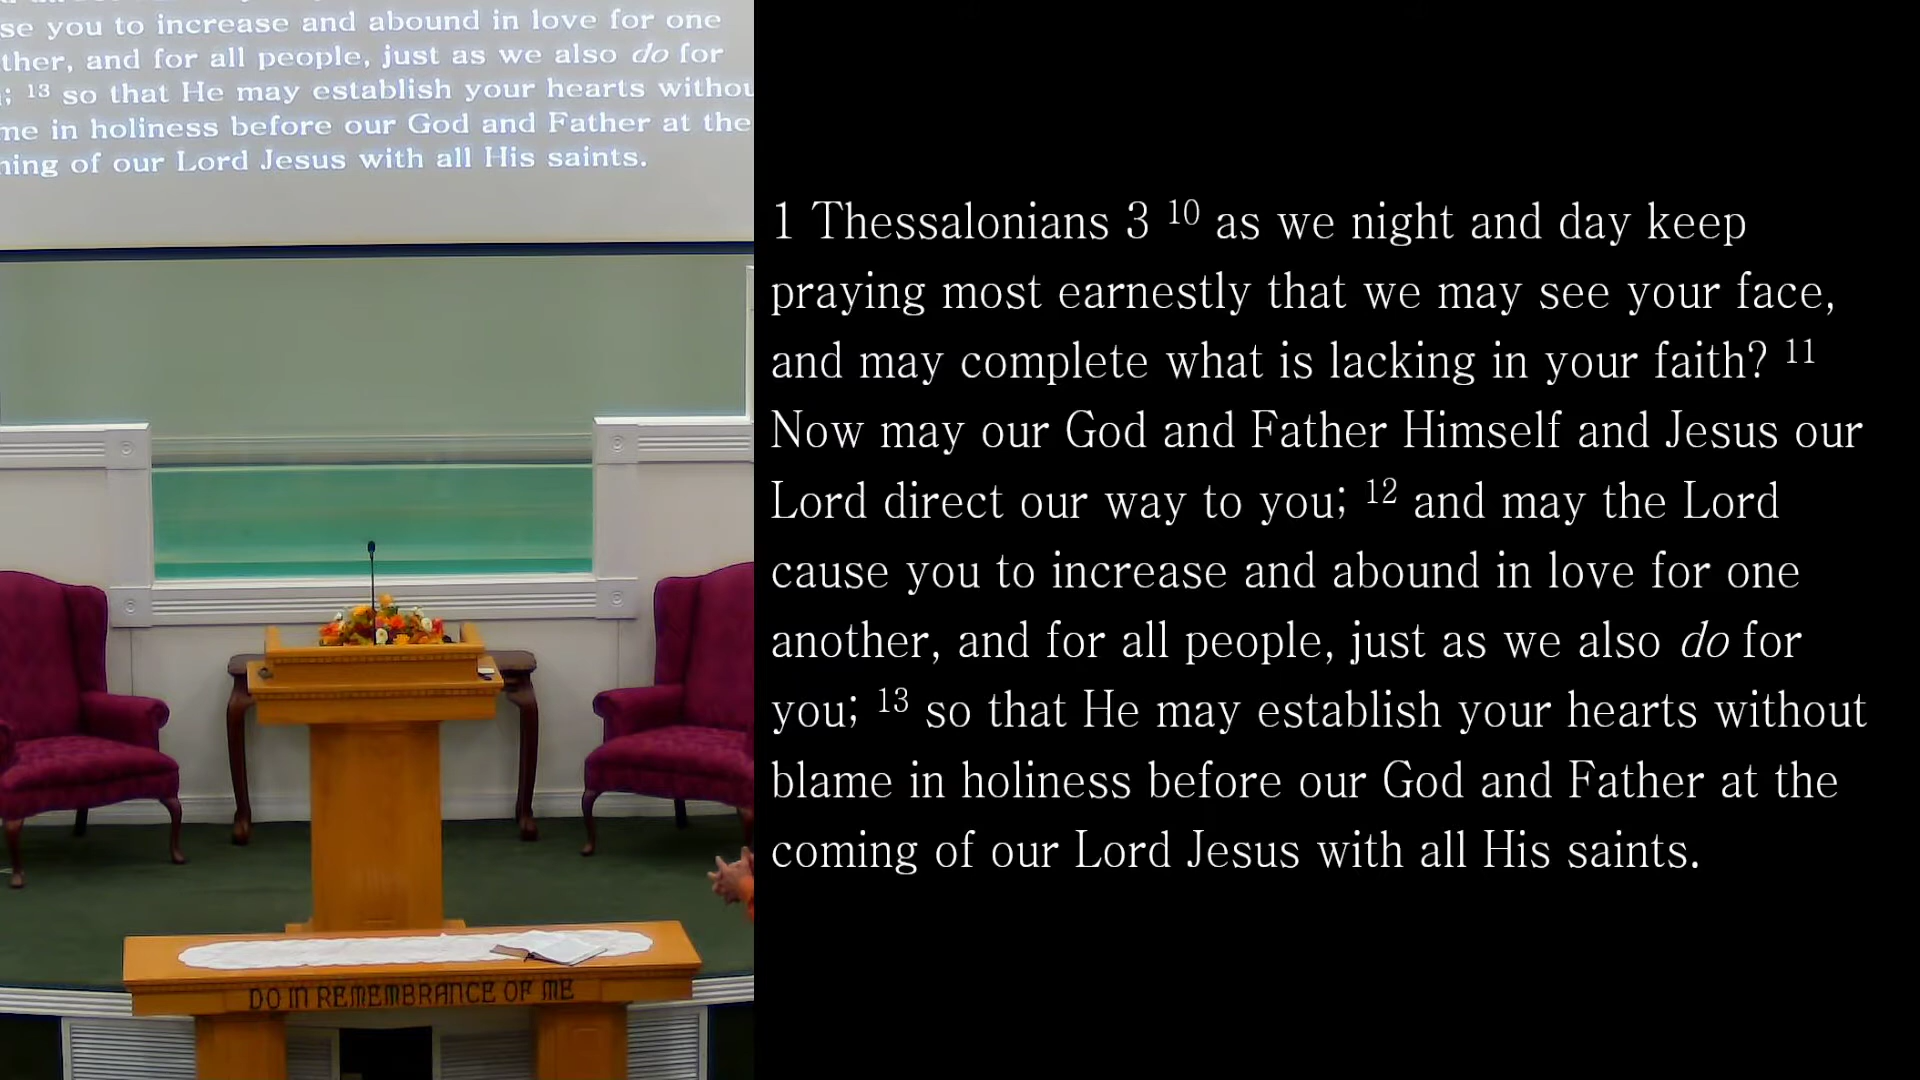 se you to increase and abound in love for one
ther, and for all people, just as we also do for
; 13 so that He may establish your hearts withou
me in holiness before our God and Father at the
ning of our Lord Jesus with all His saints.
1 Thessalonians 3 10 as we night and day keep
praying most earnestly that we may see your face,
and may complete what is lacking in your faith? 11
Now may our God and Father Himself and Jesus our
Lord direct our way to you; 12 and may the Lord
cause you to increase and abound in love for one
another, and for all people, just as we also do for
you; 13 so that He may establish your hearts without
blame in holiness before our God and Father at the
coming of our Lord Jesus with all His saints.
DO IN REMEMBRANCE OF ME